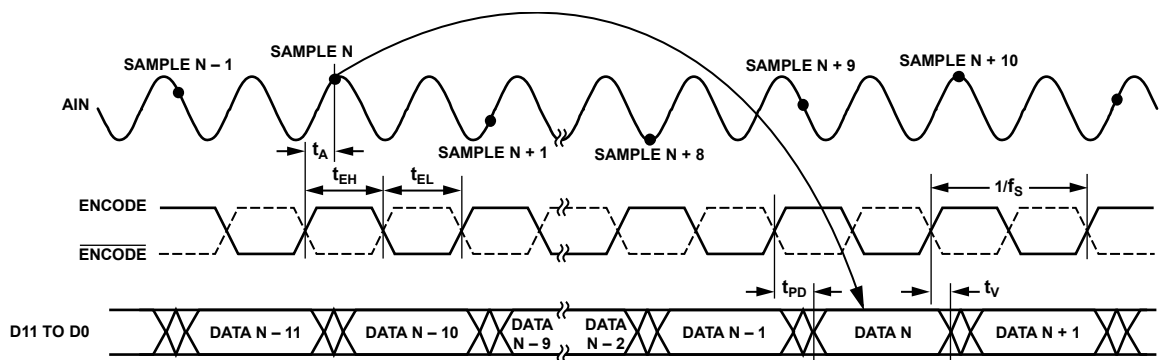 SAMPLE N
SAMPLE N – 1
SAMPLE N + 9
SAMPLE N + 10
AIN
SAMPLE N + 1
SAMPLE N + 8
tA
tEH
tEL
1/fS
ENCODE
ENCODE
tPD
tV
D11 TO D0
DATA N – 11
DATA N – 10
DATA
N – 9
DATA
N – 2
DATA N – 1
DATA N
DATA N + 1